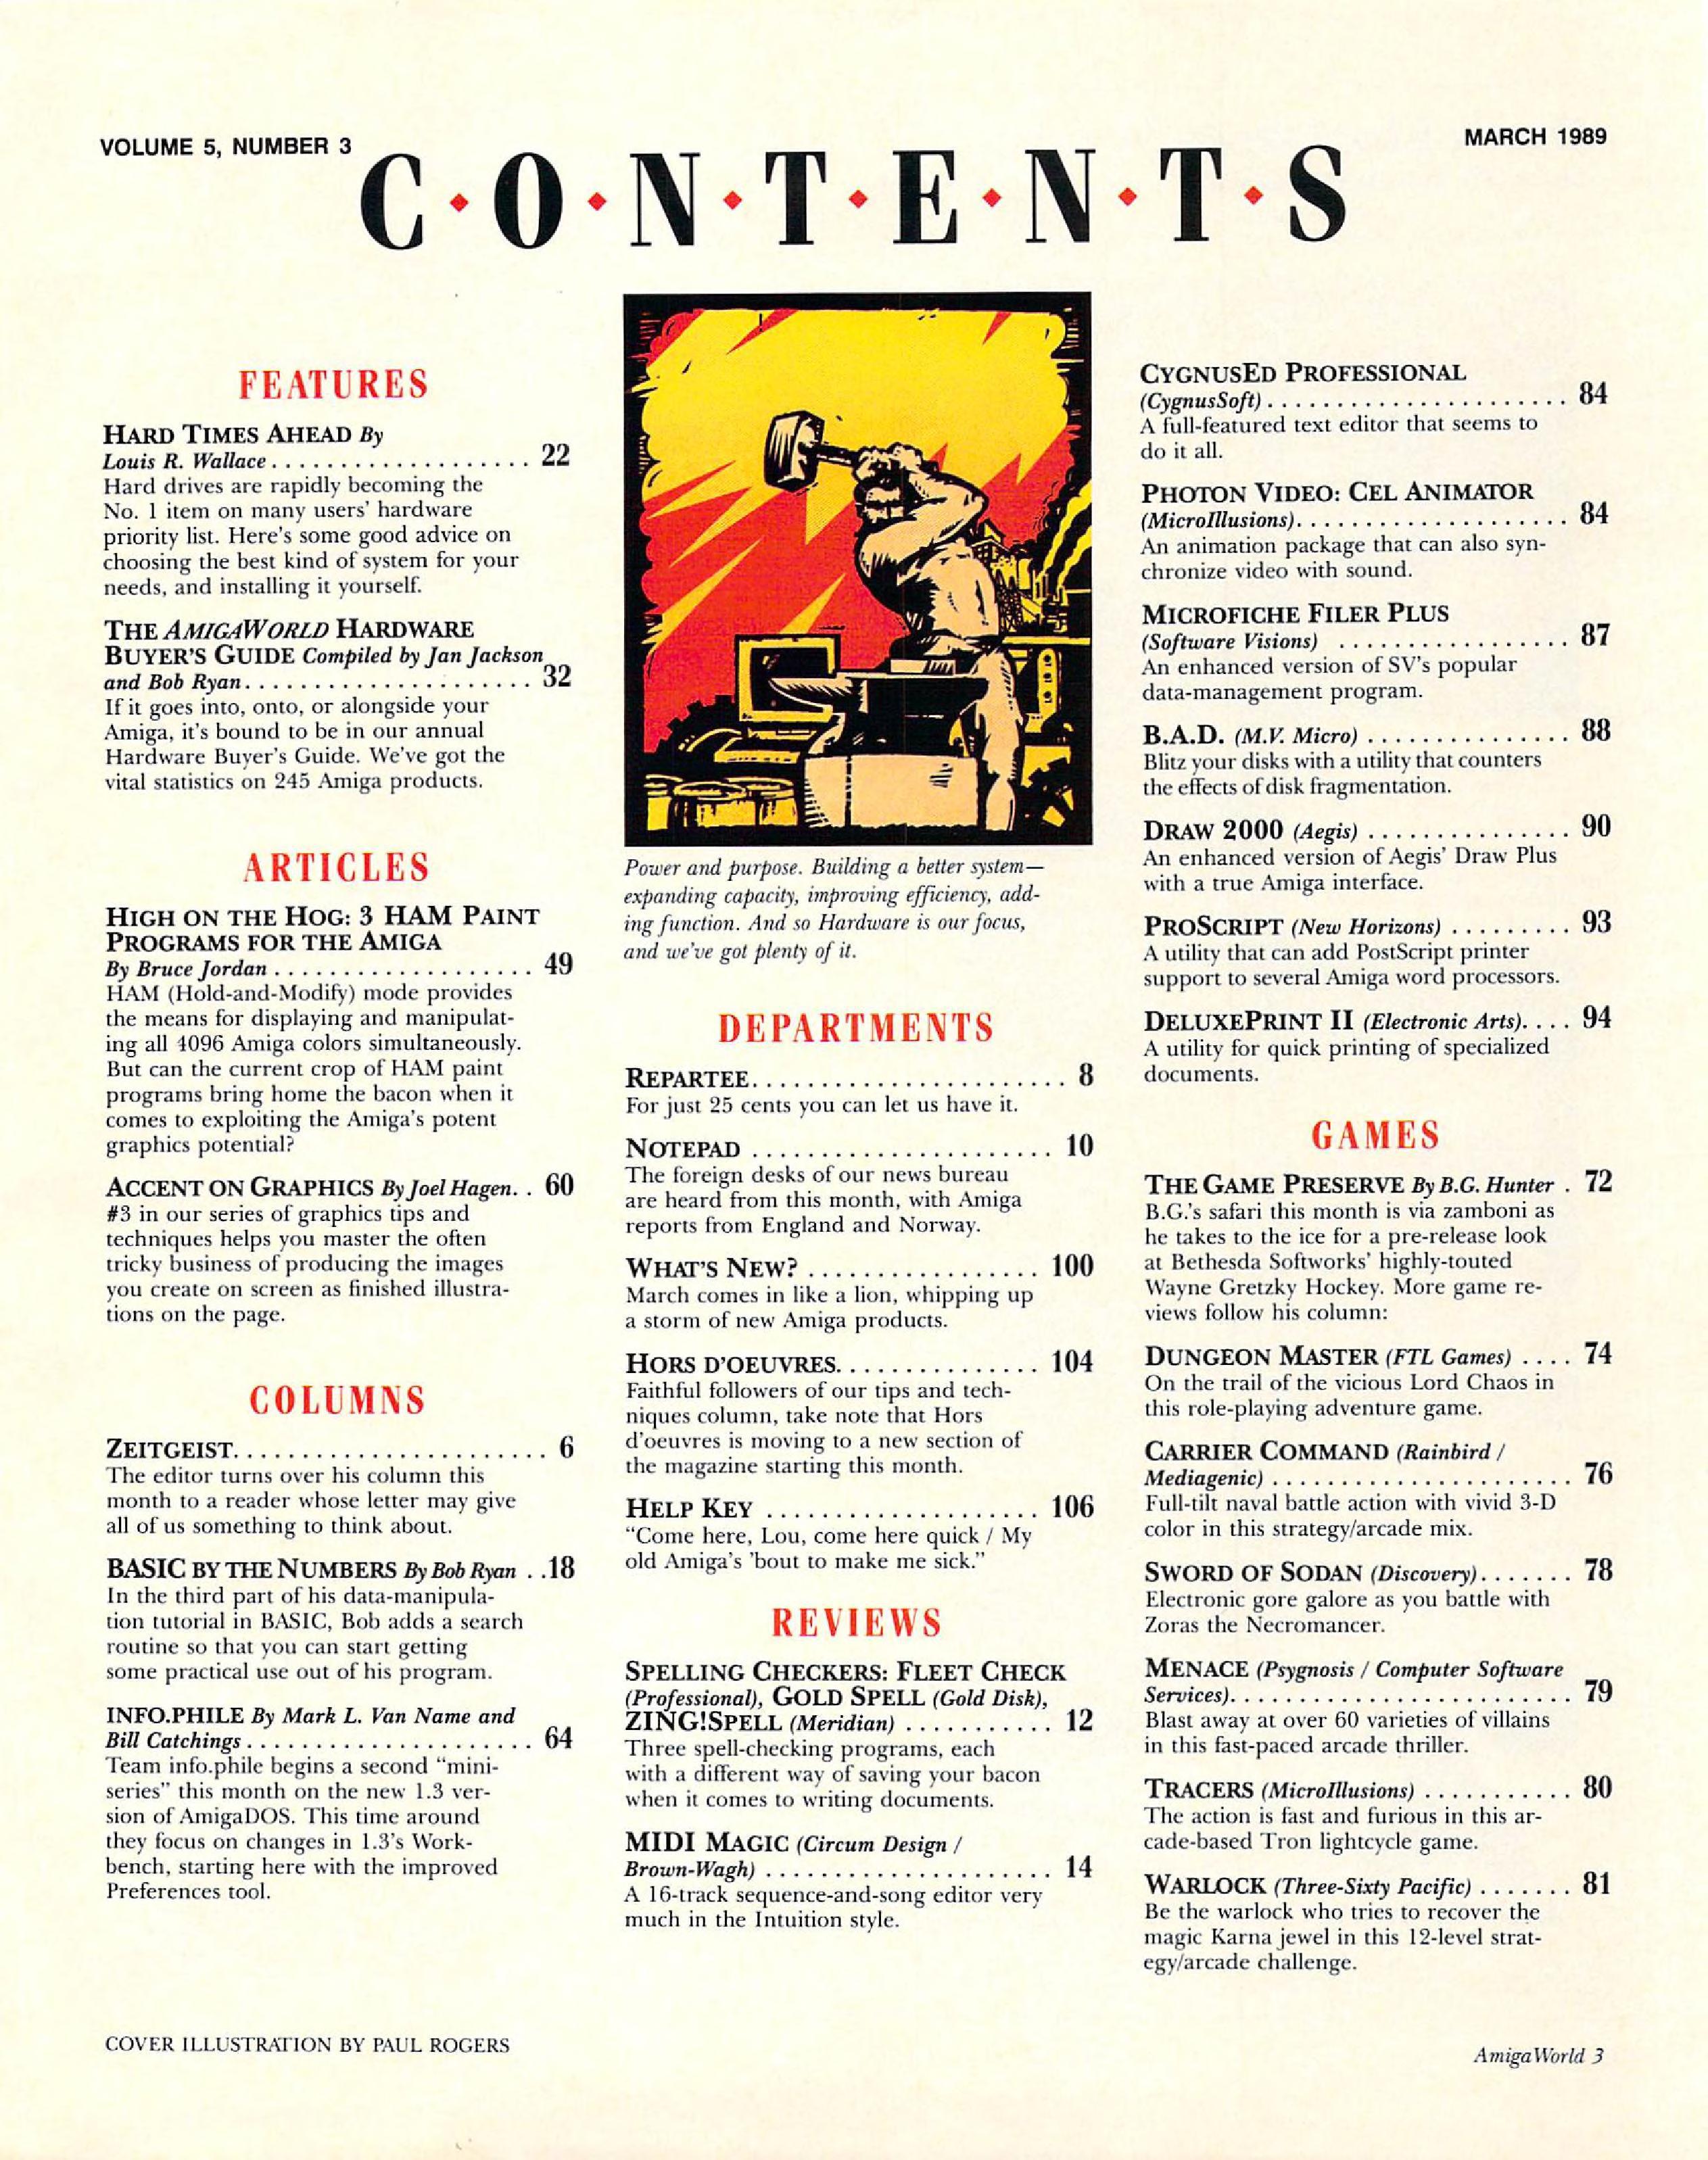 VOLUME 5, NUMBER 3
MARCH 1989
C·O·N·T·E·N·T·S
FEATURES
HARD TIMES AHEAD By
Louis R. Wallace . . . . . . . . . . . . . . . . . . . 22
Hard drives are rapidly becoming the
No. 1 item on many users' hardware
priority list. Here's some good advice on
choosing the best kind of system for your
needs, and installing it yourself.
THE AMIGAWORLD HARDWARE
BUYER'S GUIDE Compiled by Jan Jackson
and Bob Ryan. . . . . . . . . . . . . . . . . . . . . 32
If it goes into, onto, or alongside your
Amiga, it's bound to be in our annual
Hardware Buyer's Guide. We've got the
vital statistics on 245 Amiga products.
ARTICLES
HIGH ON THE HOG: 3 HAM PAINT
PROGRAMS FOR THE AMIGA
By Bruce Jordan . . . . . . . . . . . . . . . . . . . 49
HAM (Hold-and-Modify) mode provides
the means for displaying and manipulat-
ing all 4096 Amiga colors simultaneously.
But can the current crop of HAM paint
programs bring home the bacon when it
comes to exploiting the Amiga's potent
graphics potential?
ACCENT ON GRAPHICS By Joel Hagen. . 60
#3 in our series of graphics tips and
techniques helps you master the often
tricky business of producing the images
you create on screen as finished illustra-
tions on the page.
COLUMNS
ZEITGEIST. . . . . . . . . . . . . . . . . . . . . . . 6
The editor turns over his column this
month to a reader whose letter may give
all of us something to think about.
BASIC BY THE NUMBERS By Bob Ryan . .18
In the third part of his data-manipula-
tion tutorial in BASIC, Bob adds a search
routine so that you can start getting
some practical use out of his program.
INFO.PHILE By Mark L. Van Name and
Bill Catchings . . . . . . . . . . . . . . . . . . . . . 64
Team info.phile begins a second "mini-
series" this month on the new 1.3 ver-
sion of AmigaDOS. This time around
they focus on changes in 1.3's Work-
bench, starting here with the improved
Preferences tool.
COVER ILLUSTRATION BY PAUL ROGERS
Power and purpose. Building a better system—
expanding capacity, improving efficiency, add-
ing function. And so Hardware is our focus,
and we've got plenty of it.
DEPARTMENTS
REPARTEE. . . . . . . . . . . . . . . . . . . . . . . 8
For just 25 cents you can let us have it.
NOTEPAD . . . . . . . . . . . . . . . . . . . . . . 10
The foreign desks of our news bureau
are heard from this month, with Amiga
reports from England and Norway.
WHAT'S NEW? . . . . . . . . . . . . . . . . . 100
March comes in like a lion, whipping up
a storm of new Amiga products.
HORS D'OEUVRES. . . . . . . . . . . . . . . 104
Faithful followers of our tips and tech-
niques column, take note that Hors
d'oeuvres is moving to a new section of
the magazine starting this month.
HELP KEY . . . . . . . . . . . . . . . . . . . . 106
"Come here, Lou, come here quick / My
old Amiga's 'bout to make me sick."
REVIEWS
SPELLING CHECKERS: FLEET CHECK
(Professional), GOLD SPELL (Gold Disk),
ZING!SPELL (Meridian) . . . . . . . . . . . 12
Three spell-checking programs, each
with a different way of saving your bacon
when it comes to writing documents.
MIDI MAGIC (Circum Design /
Brown-Wagh) . . . . . . . . . . . . . . . . . . . . . 14
A 16-track sequence-and-song editor very
much in the Intuition style.
CYGNUSED PROFESSIONAL
(CygnusSoft) . . . . . . . . . . . . . . . . . . . . . . 84
A full-featured text editor that seems to
do it all.
PHOTON VIDEO: CEL ANIMATOR
(MicroIllusions). . . . . . . . . . . . . . . . . . . . 84
An animation package that can also syn-
chronize video with sound.
MICROFICHE FILER PLUS
(Software Visions) . . . . . . . . . . . . . . . . . 87
An enhanced version of SV's popular
data-management program.
B.A.D. (M.V. Micro) . . . . . . . . . . . . . . . 88
Blitz your disks with a utility that counters
the effects of disk fragmentation.
DRAW 2000 (Aegis) . . . . . . . . . . . . . . . 90
An enhanced version of Aegis' Draw Plus
with a true Amiga interface.
PROSCRIPT (New Horizons) . . . . . . . . . 93
A utility that can add PostScript printer
support to several Amiga word processors.
DELUXEPRINT II (Electronic Arts). . . . 94
A utility for quick printing of specialized
documents.
GAMES
THE GAME PRESERVE By B.G. Hunter . 72
B.G.'s safari this month is via zamboni as
he takes to the ice for a pre-release look
at Bethesda Softworks' highly-touted
Wayne Gretzky Hockey. More game re-
views follow his column:
DUNGEON MASTER (FTL Games) . . . . 74
On the trail of the vicious Lord Chaos in
this role-playing adventure game.
CARRIER COMMAND (Rainbird /
Mediagenic) . . . . . . . . . . . . . . . . . . . . . . 76
Full-tilt naval battle action with vivid 3-D
color in this strategy/arcade mix.
SWORD OF SODAN (Discovery). . . . . . . 78
Electronic gore galore as you battle with
Zoras the Necromancer.
MENACE (Psygnosis / Computer Software
Services). . . . . . . . . . . . . . . . . . . . . . . . . 79
Blast away at over 60 varieties of villains
in this fast-paced arcade thriller.
TRACERS (MicroIllusions) . . . . . . . . . . . 80
The action is fast and furious in this ar-
cade-based Tron lightcycle game.
WARLOCK (Three-Sixty Pacific) . . . . . . . 81
Be the warlock who tries to recover the
magic Karna jewel in this 12-level strat-
egy/arcade challenge.
AmigaWorld 3